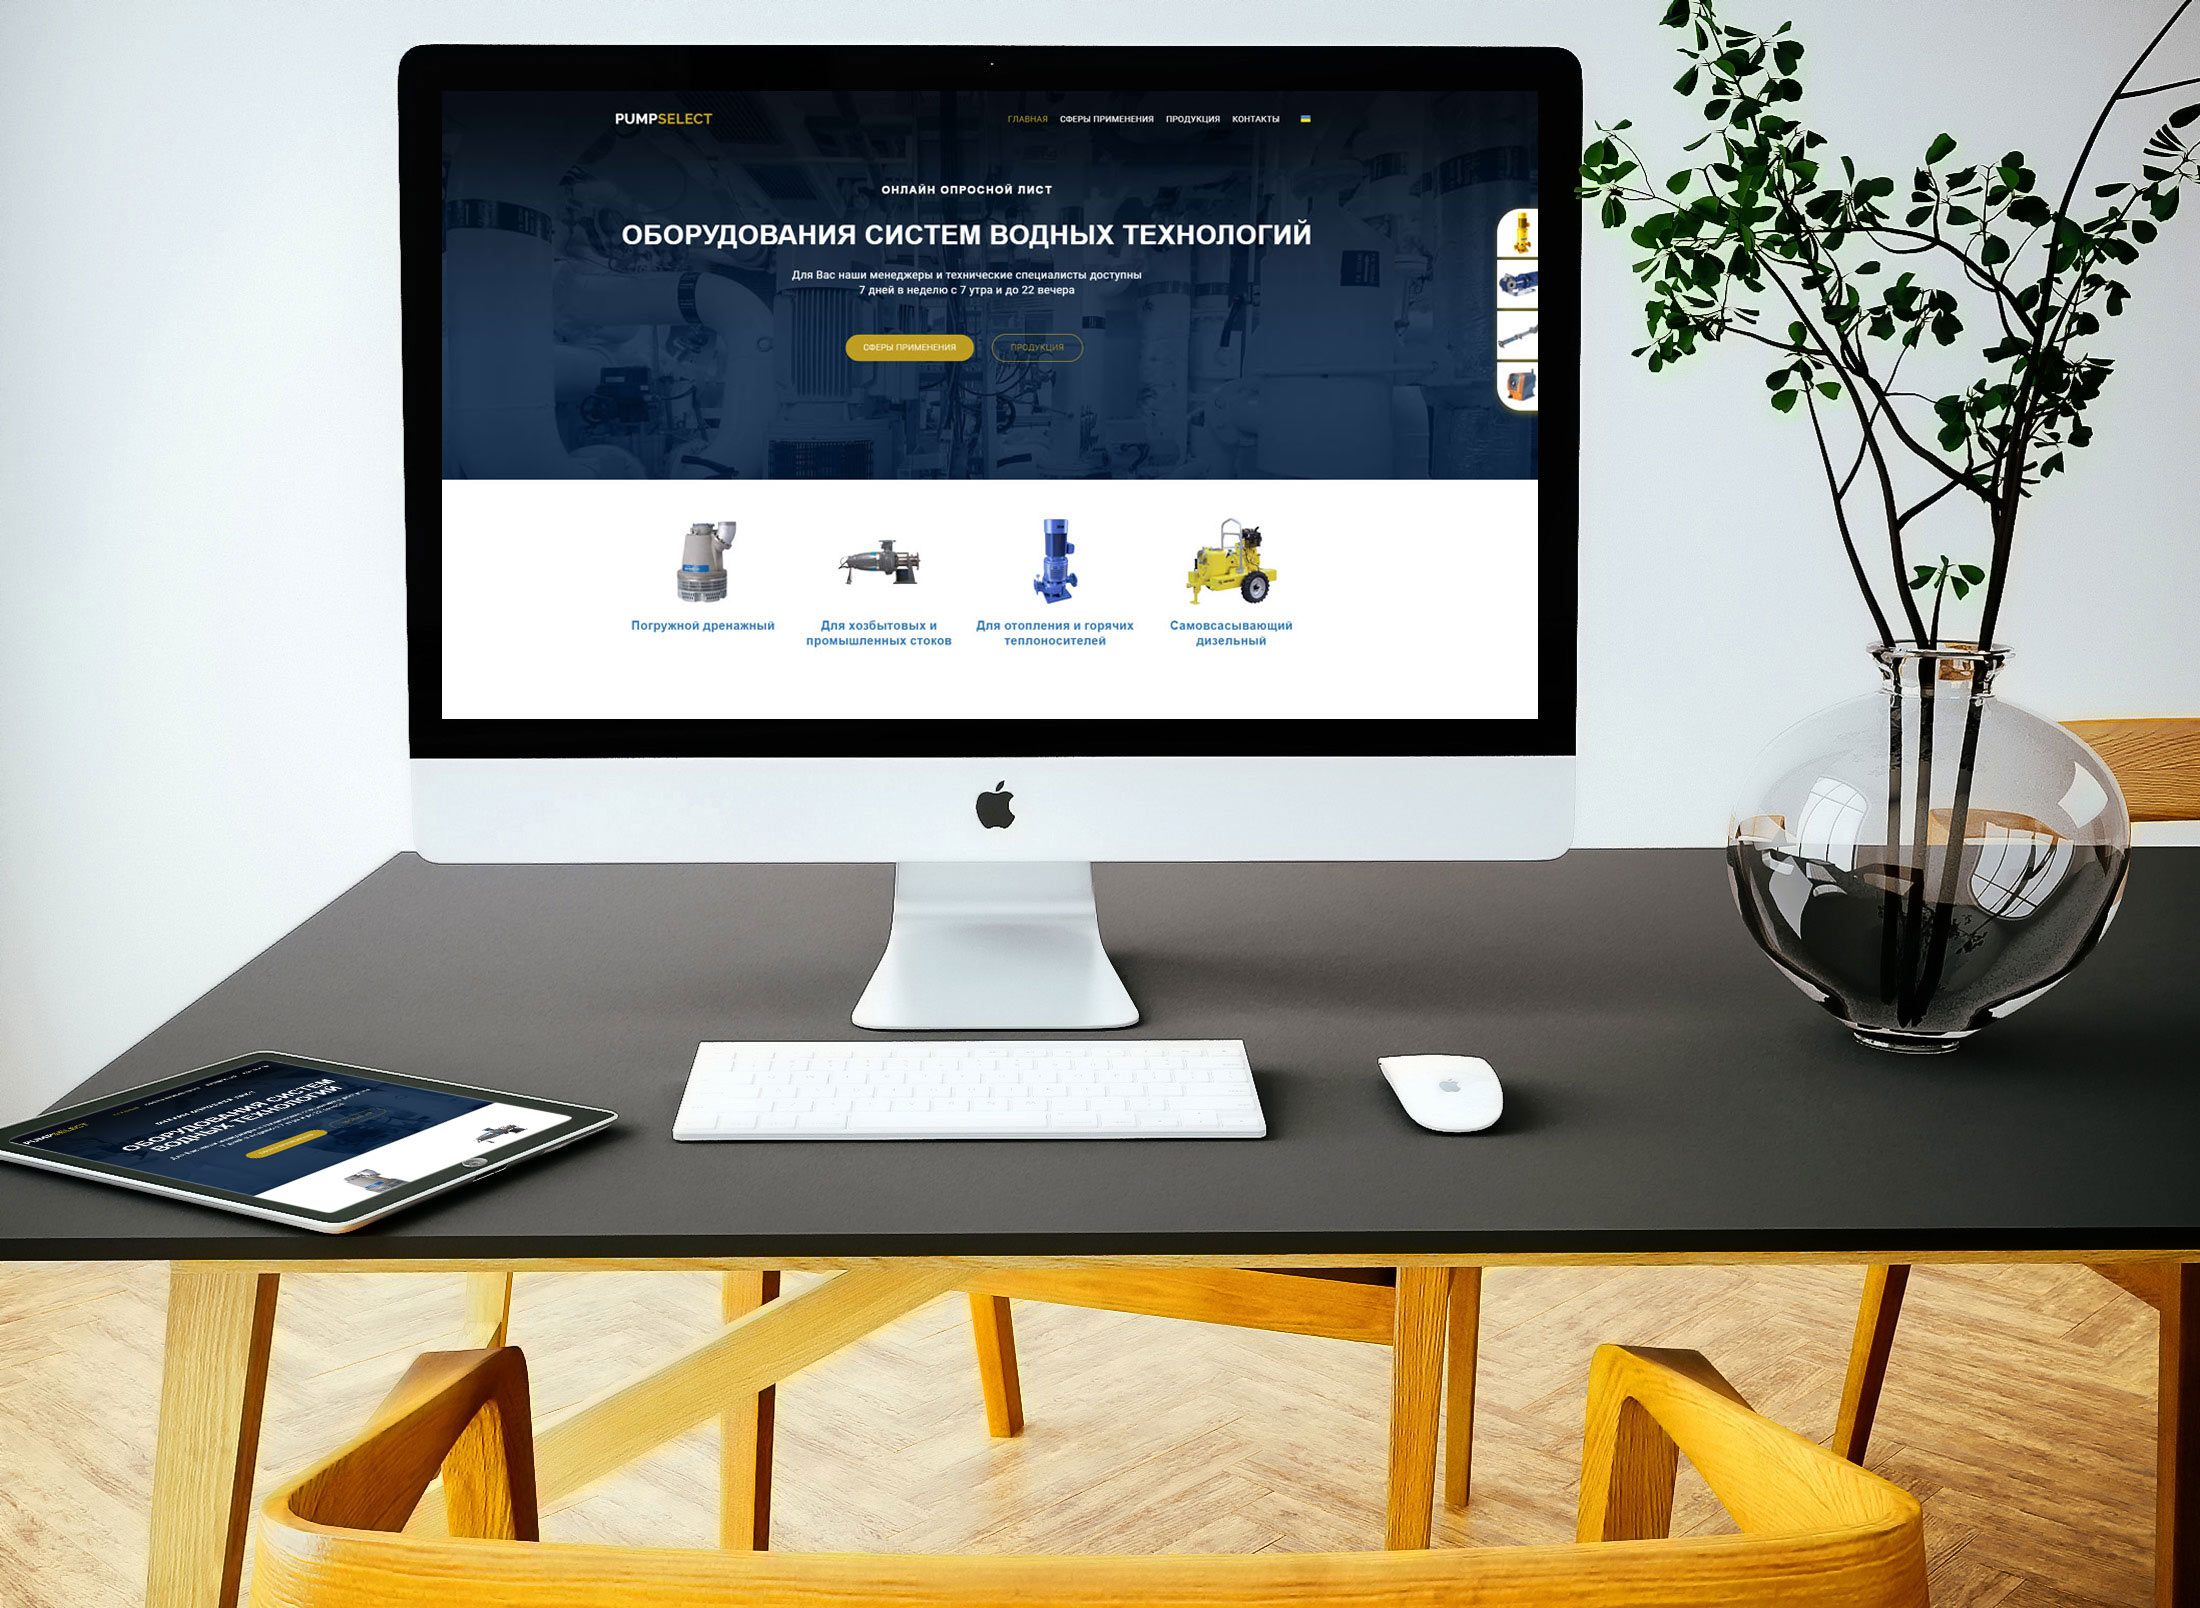 PUMPSELECT
ГЛАВНАЯ СФЕРЫ ПРИМЕНЕНИЯ ПРОДУКЦИЯ КОНТАКТЫ
ОНЛАЙН ОПРОСНОЙ ЛИСТ
ОБОРУДОВАНИЯ СИСТЕМ ВОДНЫХ ТЕХНОЛОГИЙ
Для Вас наши менеджеры и технические специалисты доступны
7 дней в неделю с 7 утра и до 22 вечера
СФЕРЫ ПРИМЕНЕНИЯ ПРОДУКЦИЯ
Погружной дренажный
Для хозбытовых и
промышленных стоков
Для отопления и горячих
теплоносителей
Самовсасывающий
дизельный
PUMPSELECT
ОБОРУДОВАНИЯ СИСТЕМ
ВОДНЫХ ТЕХНОЛОГИЙ